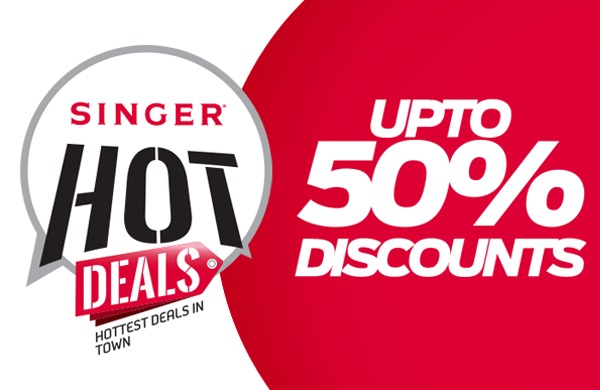 SINGER®
HOT
DEALS
HOTTEST DEALS IN
TOWN
UPTO
50%
DISCOUNTS